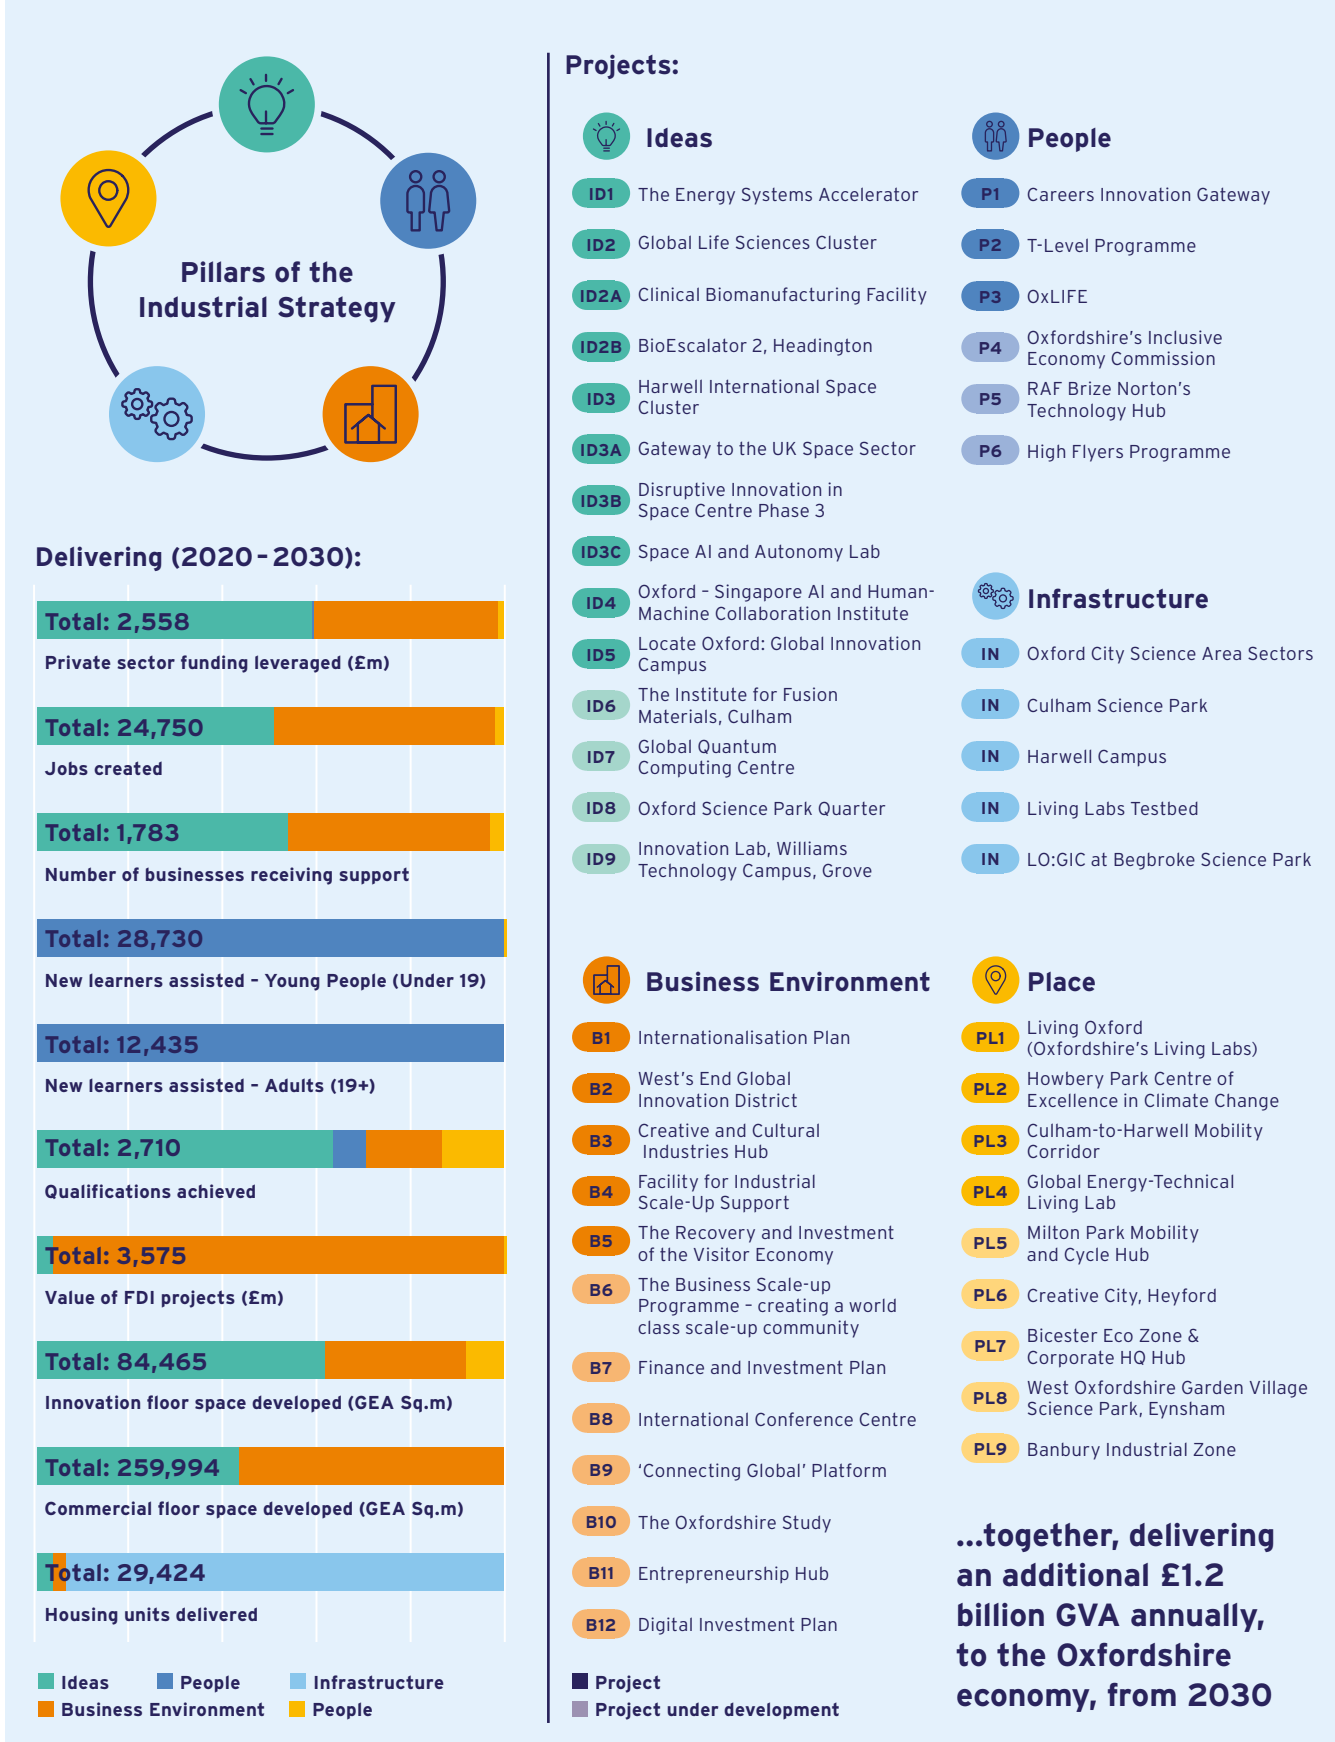 Pillars of the
Industrial Strategy
Delivering (2020 – 2030):
Total: 2,558
Private sector funding leveraged (£m)
Total: 24,750
Jobs created
Total: 1,783
Number of businesses receiving support
Total: 28,730
New learners assisted – Young People (Under 19)
Total: 12,435
New learners assisted – Adults (19+)
Total: 2,710
Qualifications achieved
Total: 3,575
Value of FDI projects (£m)
Total: 84,465
Innovation floor space developed (GEA Sq.m)
Total: 259,994
Commercial floor space developed (GEA Sq.m)
Total: 29,424
Housing units delivered
Ideas People Infrastructure
Business Environment People
Projects:
Ideas
ID1 The Energy Systems Accelerator
ID2 Global Life Sciences Cluster
ID2A Clinical Biomanufacturing Facility
ID2B BioEscalator 2, Headington
ID3 Harwell International Space
Cluster
ID3A Gateway to the UK Space Sector
ID3B Disruptive Innovation in
Space Centre Phase 3
ID3C Space AI and Autonomy Lab
ID4 Oxford – Singapore AI and Human-
Machine Collaboration Institute
ID5 Locate Oxford: Global Innovation
Campus
ID6 The Institute for Fusion
Materials, Culham
ID7 Global Quantum
Computing Centre
ID8 Oxford Science Park Quarter
ID9 Innovation Lab, Williams
Technology Campus, Grove
People
P1 Careers Innovation Gateway
P2 T-Level Programme
P3 OxLIFE
P4 Oxfordshire's Inclusive
Economy Commission
P5 RAF Brize Norton's
Technology Hub
P6 High Flyers Programme
Infrastructure
IN Oxford City Science Area Sectors
IN Culham Science Park
IN Harwell Campus
IN Living Labs Testbed
IN LO:GIC at Begbroke Science Park
Business Environment
B1 Internationalisation Plan
B2 West's End Global
Innovation District
B3 Creative and Cultural
Industries Hub
B4 Facility for Industrial
Scale-Up Support
B5 The Recovery and Investment
of the Visitor Economy
B6 The Business Scale-up
Programme – creating a world
class scale-up community
B7 Finance and Investment Plan
B8 International Conference Centre
B9 'Connecting Global' Platform
B10 The Oxfordshire Study
B11 Entrepreneurship Hub
B12 Digital Investment Plan
Project
Project under development
Place
PL1 Living Oxford
(Oxfordshire's Living Labs)
PL2 Howbery Park Centre of
Excellence in Climate Change
PL3 Culham-to-Harwell Mobility
Corridor
PL4 Global Energy-Technical
Living Lab
PL5 Milton Park Mobility
and Cycle Hub
PL6 Creative City, Heyford
PL7 Bicester Eco Zone &
Corporate HQ Hub
PL8 West Oxfordshire Garden Village
Science Park, Eynsham
PL9 Banbury Industrial Zone
...together, delivering
an additional £1.2
billion GVA annually,
to the Oxfordshire
economy, from 2030